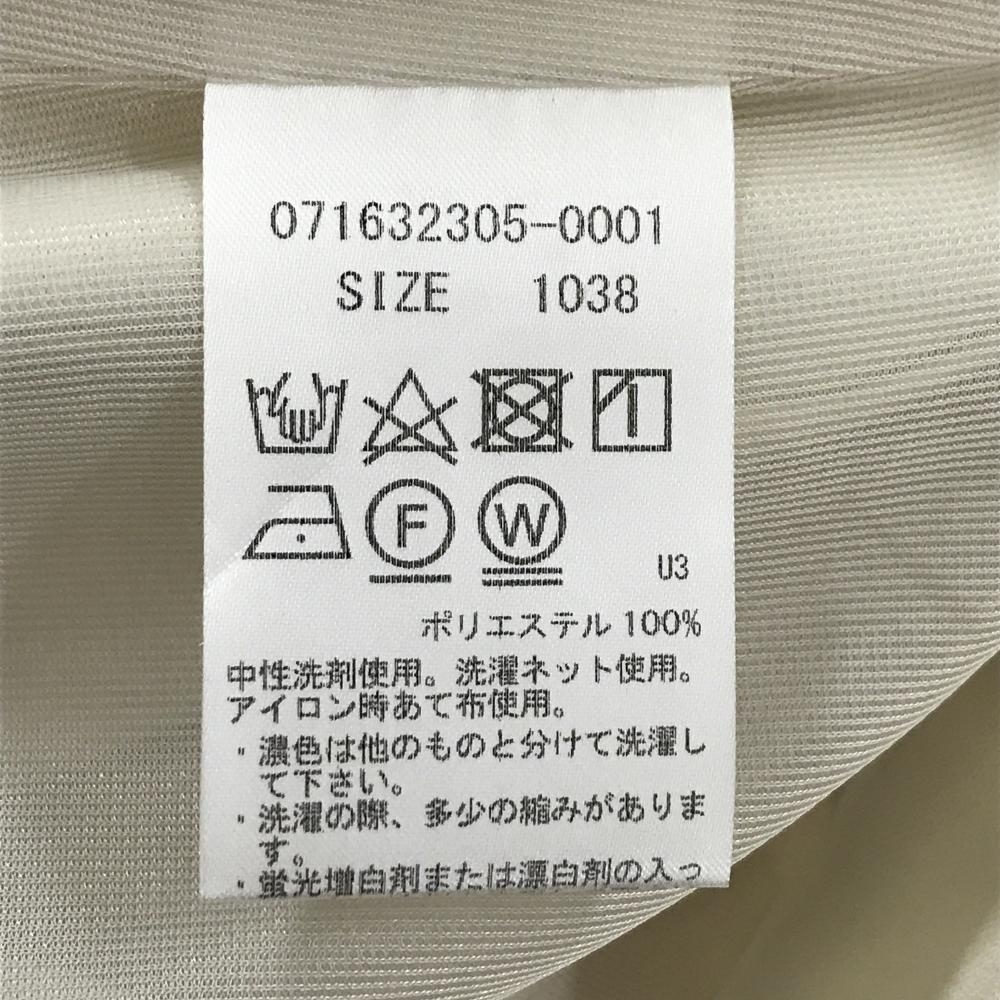 071632305-0001
SIZE 1038
F W
U3
ポリエステル 100%
中性洗剤使用。洗濯ネット使用。
アイロン時あて布使用。
・濃色は他のものと分けて洗濯し
て下さい。
・洗濯の際、多少の縮みがありま
す。
・蛍光増白剤または漂白剤の入っ